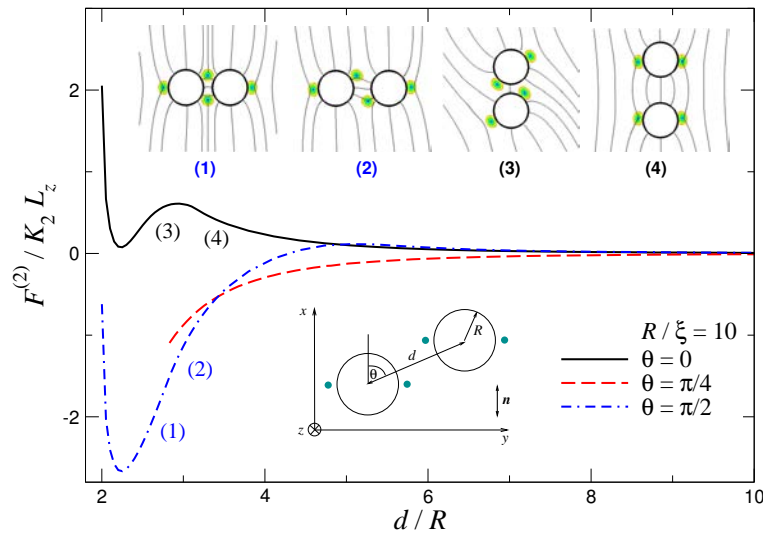 (1) (2) (3) (4)
2
0
-2
F^(2) / K_2 L_z
(3) (4)
(2)
(1)
x
R
d
θ
n
z
y
R / ξ = 10
θ = 0
θ = π/4
θ = π/2
2 4 6 8 10
d / R